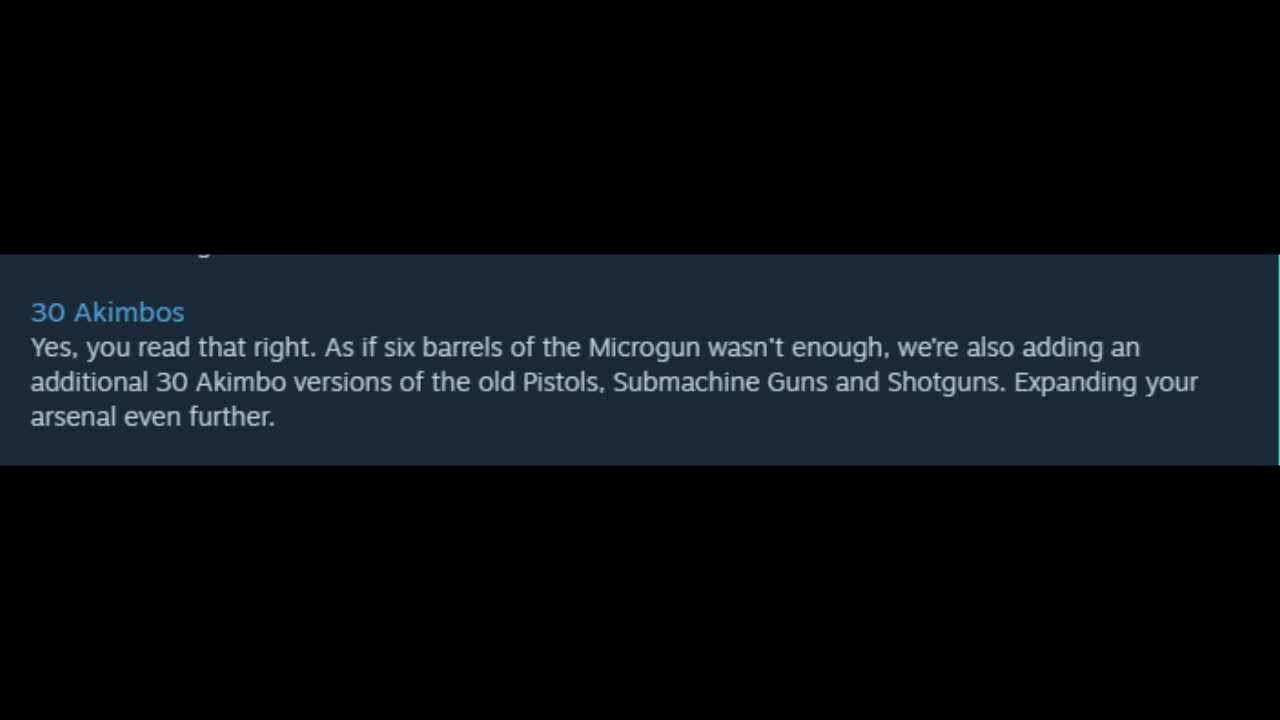 30 Akimbos
Yes, you read that right. As if six barrels of the Microgun wasn't enough, we're also adding an
additional 30 Akimbo versions of the old Pistols, Submachine Guns and Shotguns. Expanding your
arsenal even further.